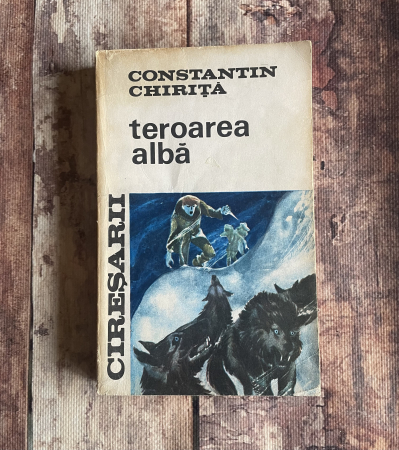 CONSTANTIN
CHIRIȚĂ
teroarea
albă
CIREȘARII